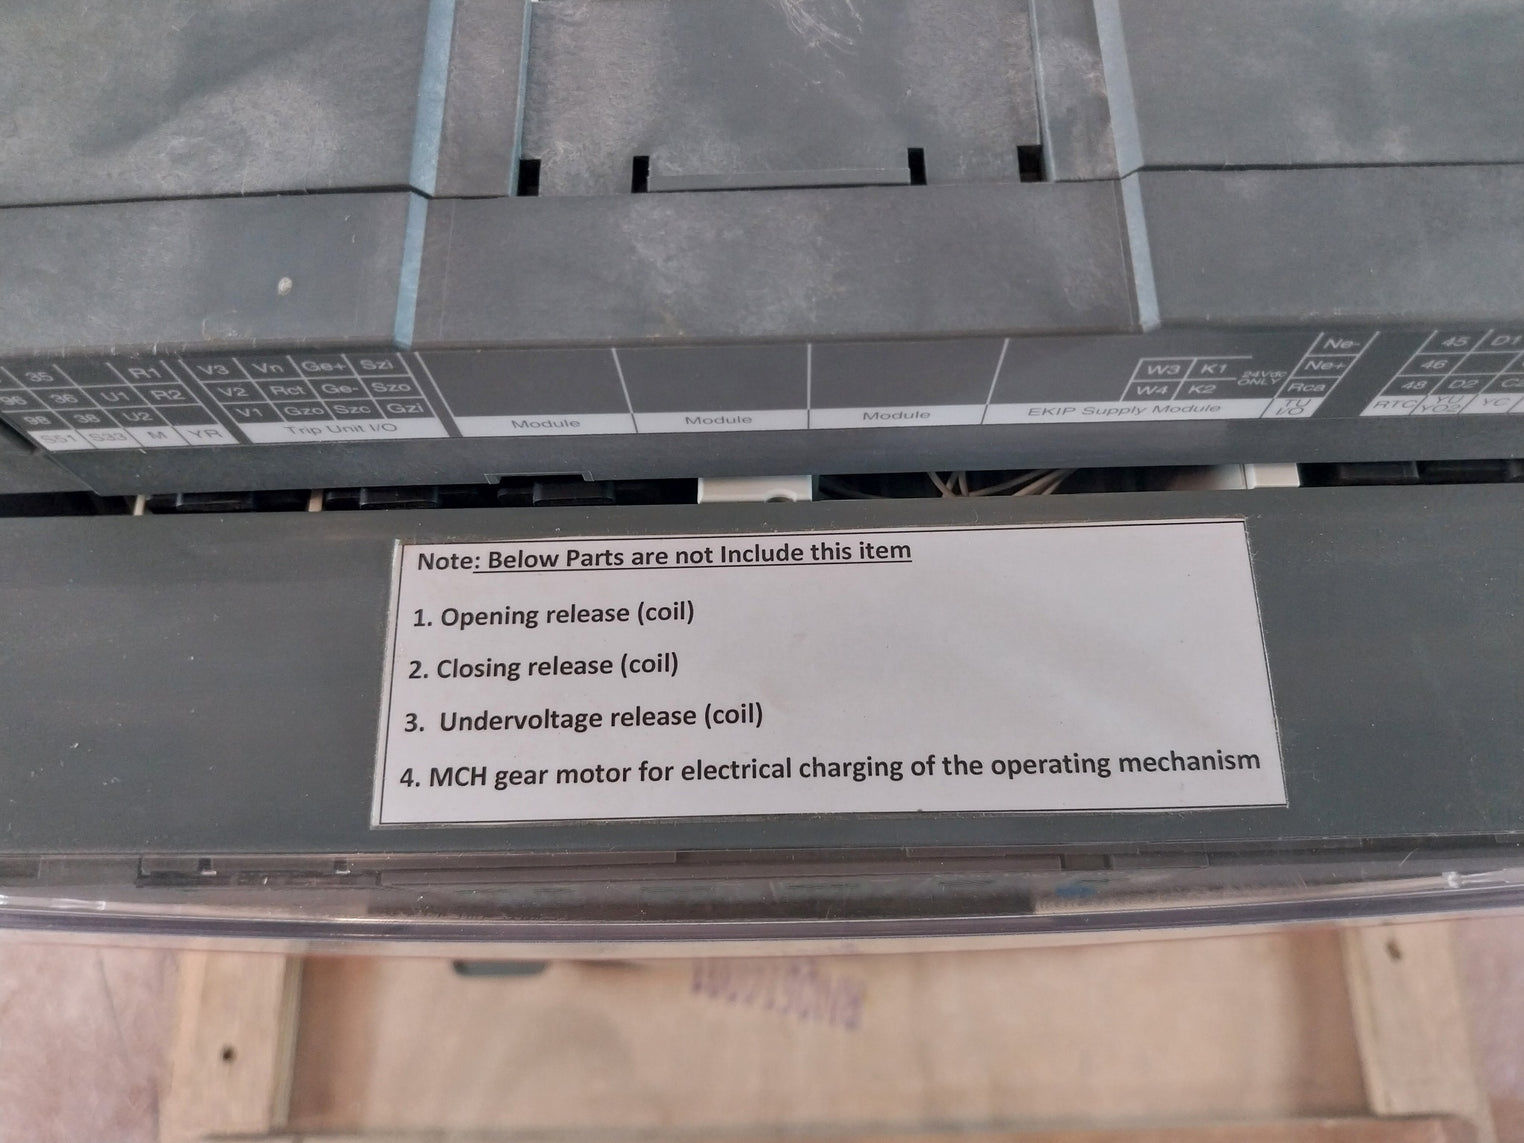 35 R1 V3 Vn Ge+ Szi
96 36 U1 R2 V2 Rct Ge- Szo
98 38 U2 V1 Gzo Szc Gzi
S51 S33 M YR Trip Unit I/O
Module
Module
Module
W3 K1
W4 K2
24Vdc
ONLY
EKIP Supply Module
Ne-
Ne+
Rca
TU
I/O
45 D1
46
48 D2
RTC YU
YO2 YC
Note: Below Parts are not Include this item
1. Opening release (coil)
2. Closing release (coil)
3. Undervoltage release (coil)
4. MCH gear motor for electrical charging of the operating mechanism